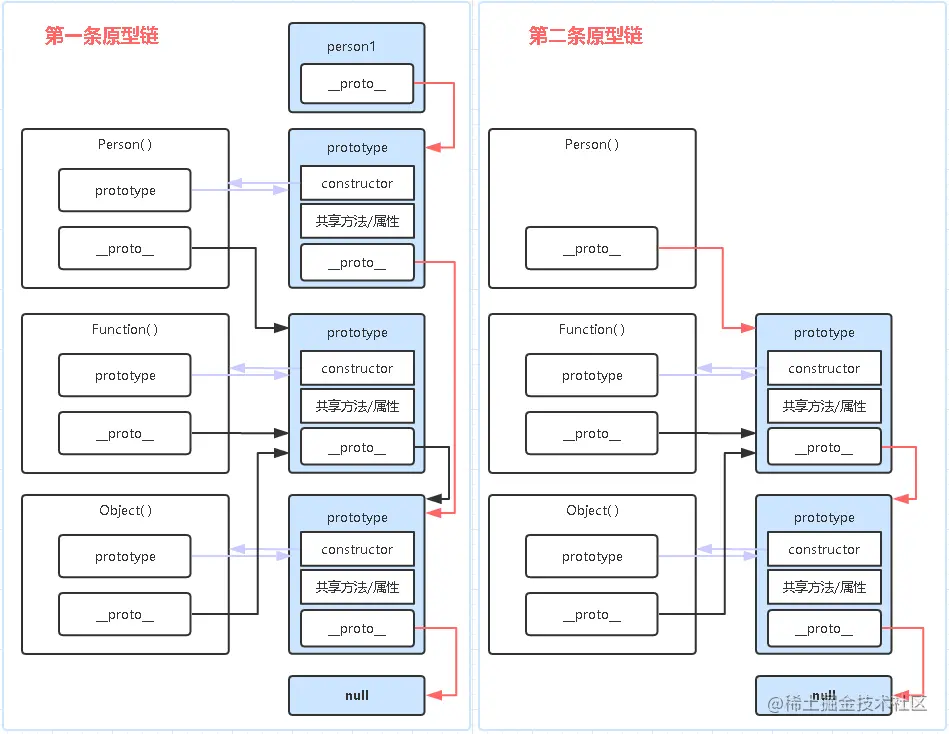 第一条原型链
person1
__proto__
Person()
prototype
__proto__
prototype
constructor
共享方法/属性
__proto__
Function()
prototype
__proto__
prototype
constructor
共享方法/属性
__proto__
Object()
prototype
__proto__
prototype
constructor
共享方法/属性
__proto__
null
第二条原型链
Person()
__proto__
Function()
prototype
__proto__
prototype
constructor
共享方法/属性
__proto__
Object()
prototype
__proto__
prototype
constructor
共享方法/属性
__proto__
null
@稀土掘金技术社区